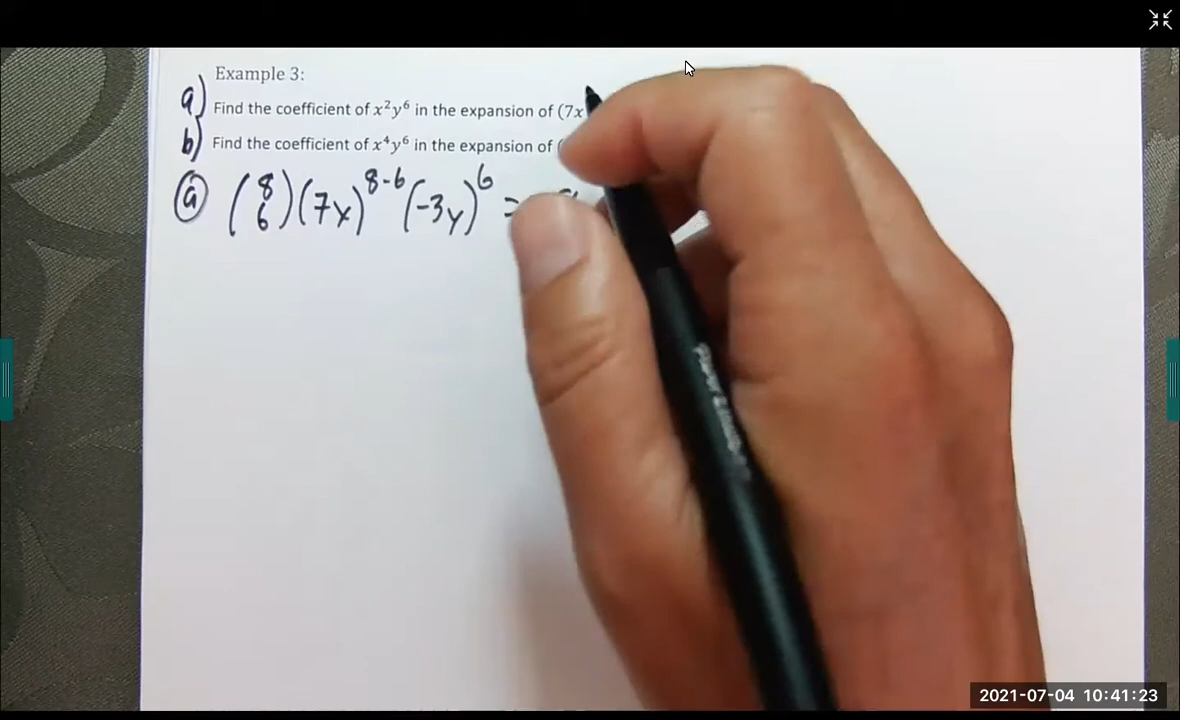 Example 3:
a) Find the coefficient of x²y⁶ in the expansion of (7x
b) Find the coefficient of x⁴y⁶ in the expansion of (
ⓐ (8 6)(7x)⁸⁻⁶(-3y)⁶ =
2021-07-04 10:41:23